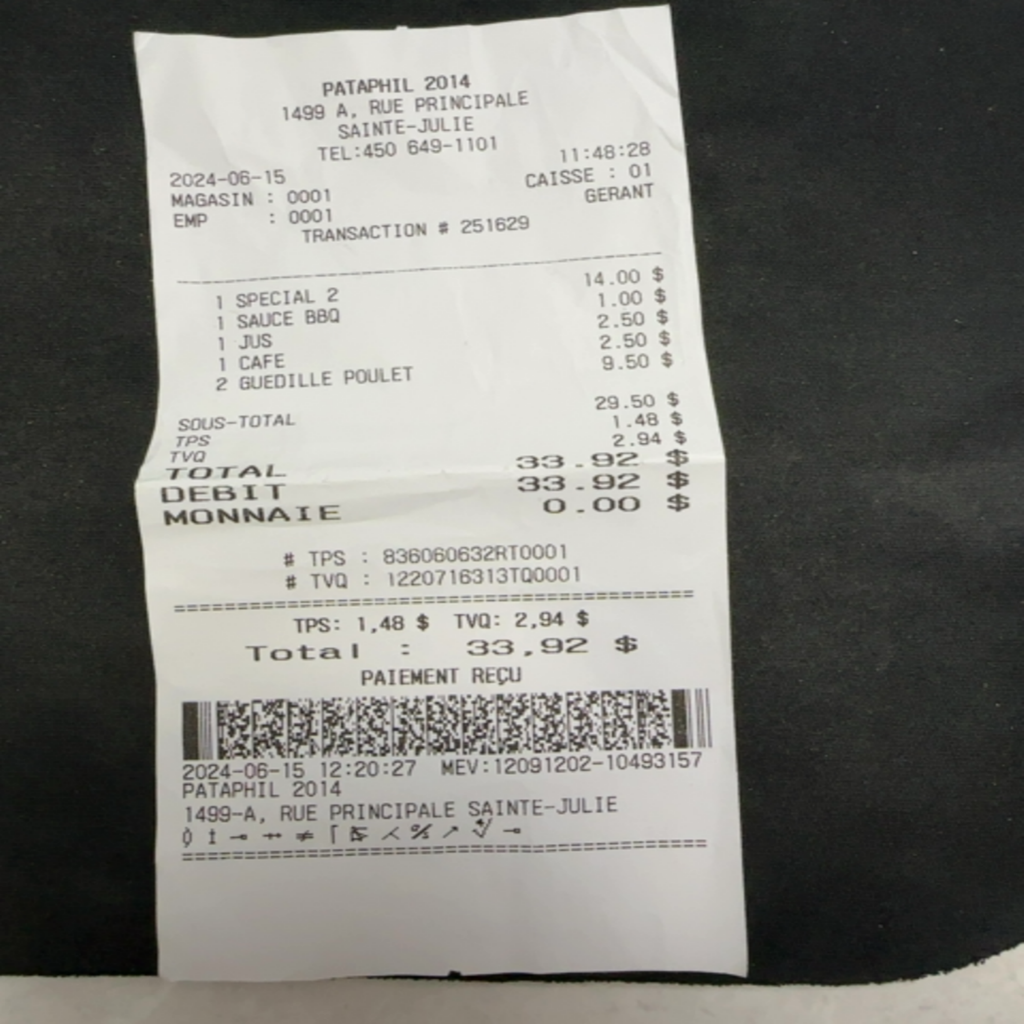 PATAPHIL 2014
1499 A, RUE PRINCIPALE
SAINTE-JULIE
TEL:450 649-1101
2024-06-15 11:48:28
MAGASIN : 0001 CAISSE : 01
EMP : 0001 GERANT
TRANSACTION # 251629
1 SPECIAL 2 14.00 $
1 SAUCE BBQ 1.00 $
1 JUS 2.50 $
1 CAFE 2.50 $
2 GUEDILLE POULET 9.50 $
SOUS-TOTAL 29.50 $
TPS 1.48 $
TVQ 2.94 $
TOTAL 33.92 $
DEBIT 33.92 $
MONNAIE 0.00 $
# TPS : 836060632RT0001
# TVQ : 1220716313TQ0001
==================================================
TPS: 1,48 $ TVQ: 2,94 $
Total : 33,92 $
PAIEMENT REÇU
2024-06-15 12:20:27 MEV:12091202-10493157
PATAPHIL 2014
1499-A, RUE PRINCIPALE SAINTE-JULIE
==================================================